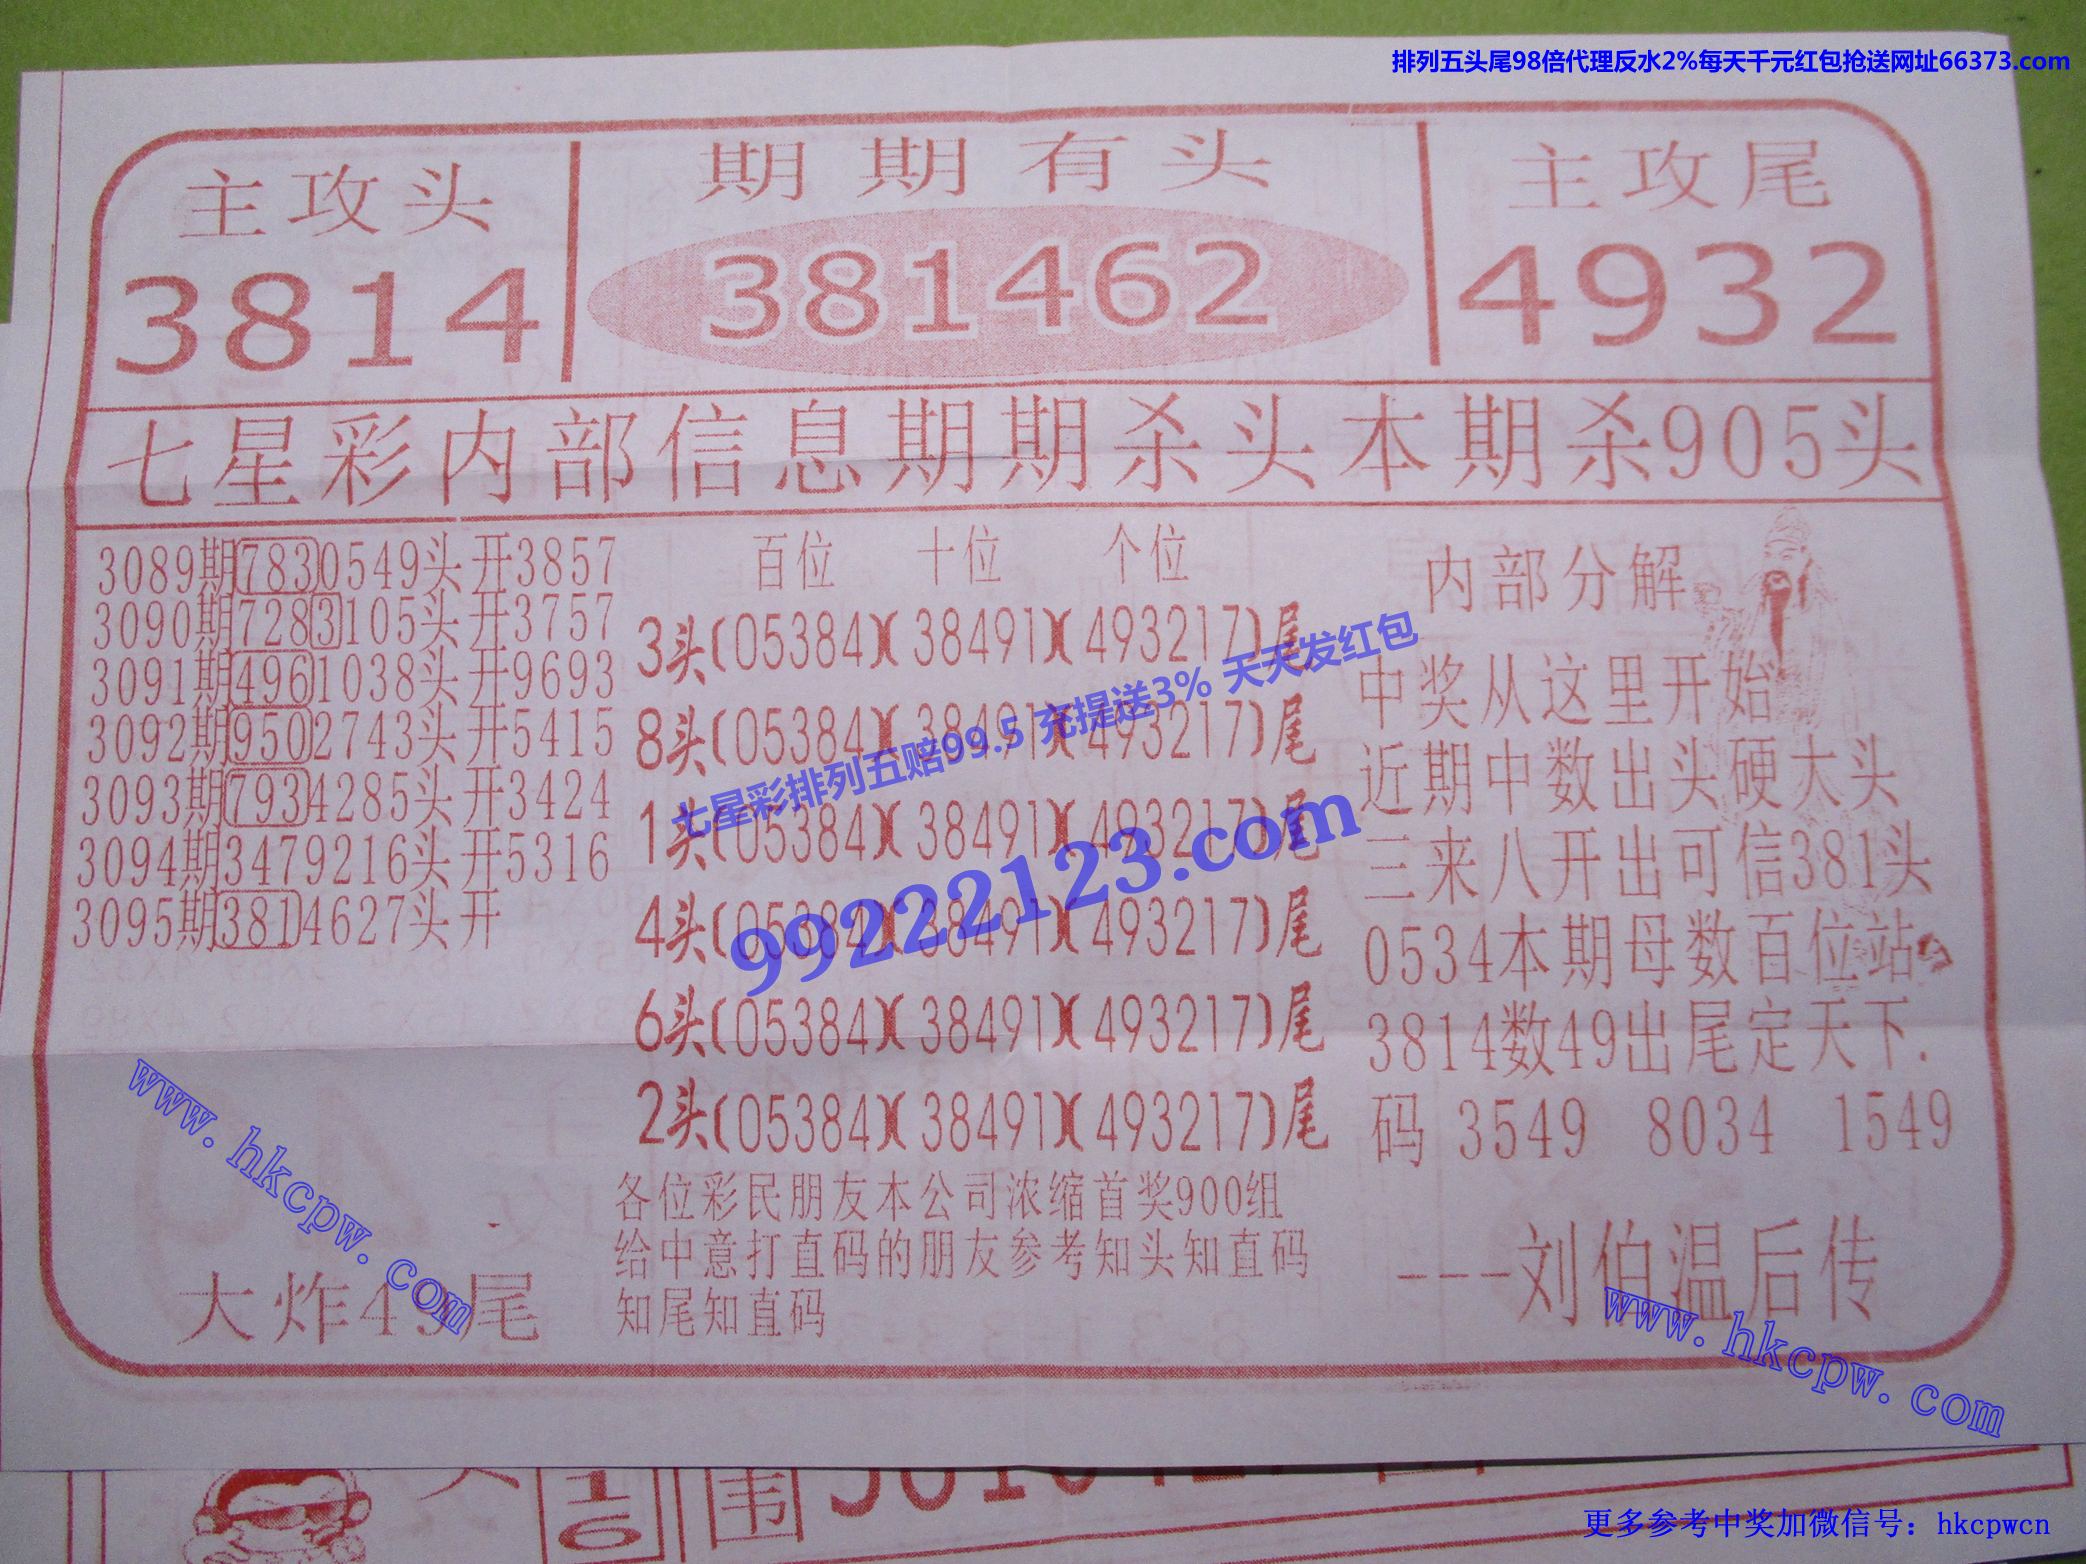 排列五头尾98倍代理反水2%每天千元红包抢送网址66373.com
主攻头
3814
期期有头
381462
主攻尾
4932
七星彩内部信息期期杀头本期杀905头
3089期7830549头开3857
3090期7283105头开3757
3091期4961038头开9693
3092期9502743头开5415
3093期7934285头开3424
3094期3479216头开5316
3095期3814627头开
大炸49尾
百位 十位 个位
3头(05384)(38491)(493217)尾
8头(05384)(38491)(493217)尾
1头(05384)(38491)(493217)尾
4头(05384)(38491)(493217)尾
6头(05384)(38491)(493217)尾
2头(05384)(38491)(493217)尾
各位彩民朋友本公司浓缩首奖900组
给中意打直码的朋友参考知头知直码
知尾知直码
内部分解
中奖从这里开始
近期中数出头硬大头
三来八开出可信381头
0534本期母数百位站
3814数49出尾定天下.
码 3549 8034 1549
---刘伯温后传
七星彩排列五赔99.5 充提送3% 天天发红包
99222123.com
www.hkcpw.com
www.hkcpw.com
更多参考中奖加微信号：hkcpwcn